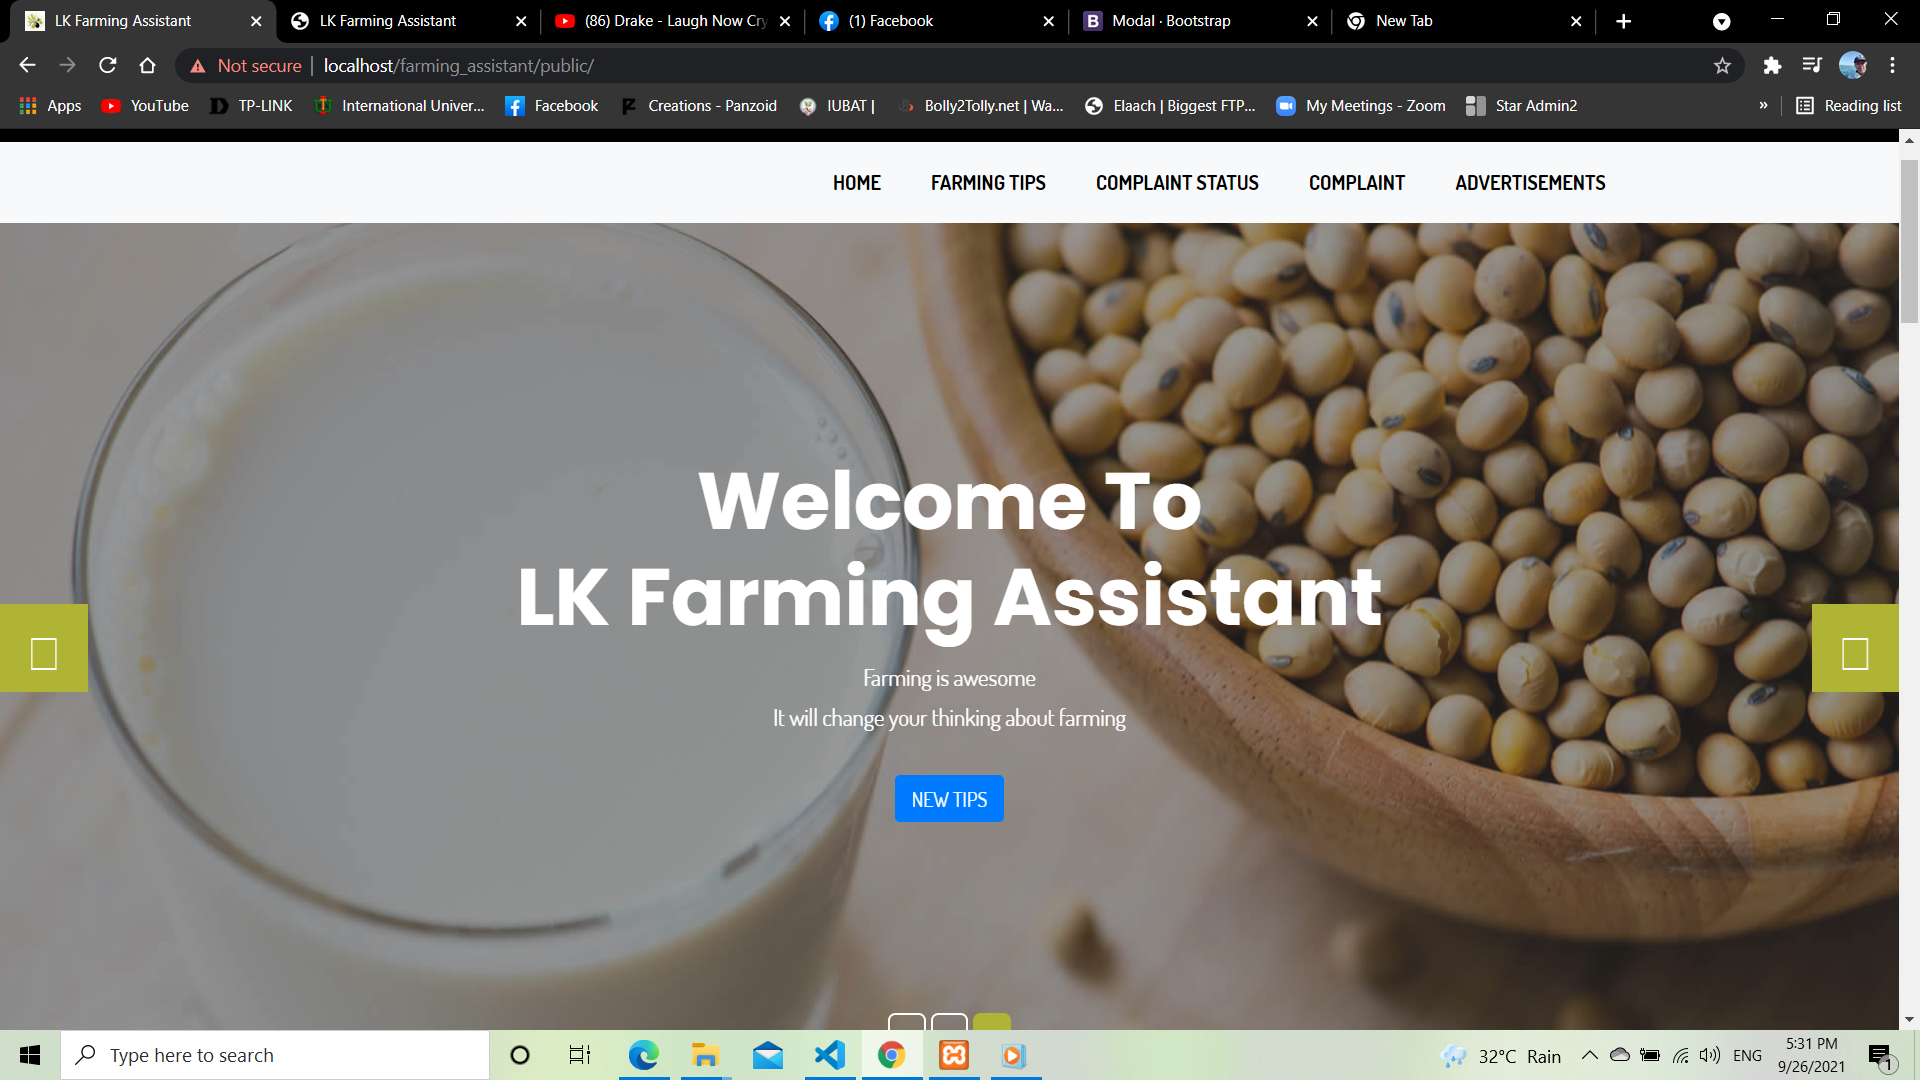 LK Farming Assistant
LK Farming Assistant
(86) Drake - Laugh Now Cry
(1) Facebook
Modal · Bootstrap
New Tab
Not secure
localhost/farming_assistant/public/
Apps
YouTube
TP-LINK
International Univer...
Facebook
Creations - Panzoid
IUBAT |
Bolly2Tolly.net | Wa...
Elaach | Biggest FTP...
My Meetings - Zoom
Star Admin2
»
Reading list
HOME
FARMING TIPS
COMPLAINT STATUS
COMPLAINT
ADVERTISEMENTS
Welcome To
LK Farming Assistant
Farming is awesome
It will change your thinking about farming
NEW TIPS
Type here to search
32°C Rain
ENG
5:31 PM
9/26/2021
1